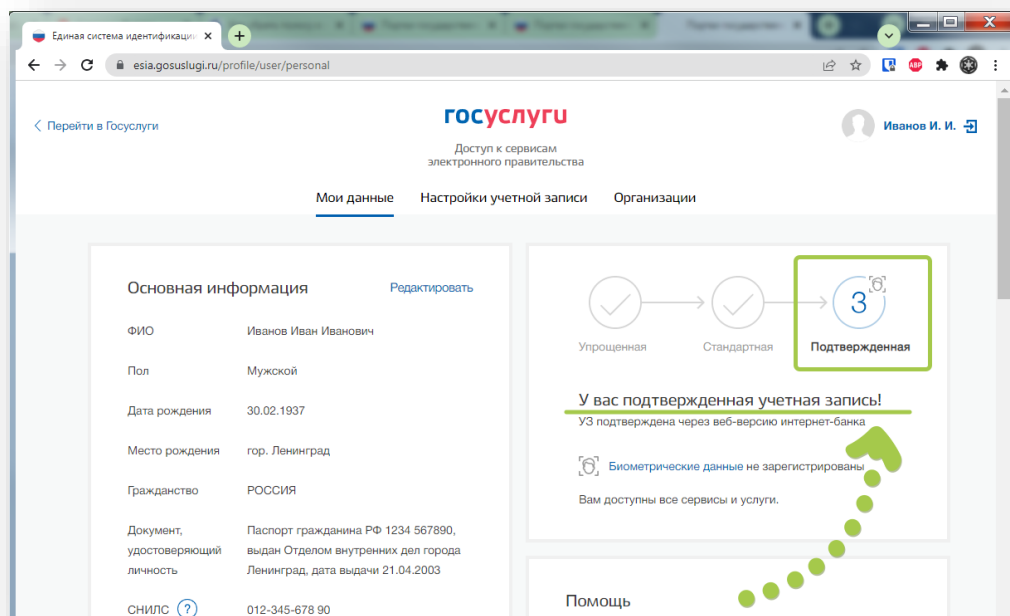 Единая система идентификаци
esia.gosuslugi.ru/profile/user/personal
ABP
Перейти в Госуслуги
госуслуги
Иванов И. И.
Доступ к сервисам
электронного правительства
Мои данные Настройки учетной записи Организации
Основная информация Редактировать
ФИО Иванов Иван Иванович
Пол Мужской
Дата рождения 30.02.1937
Место рождения гор. Ленинград
Гражданство РОССИЯ
Документ, Паспорт гражданина РФ 1234 567890,
удостоверяющий выдан Отделом внутренних дел города
личность Ленинград, дата выдачи 21.04.2003
СНИЛС ? 012-345-678 90
3
Упрощенная Стандартная Подтвержденная
У вас подтвержденная учетная запись!
УЗ подтверждена через веб-версию интернет-банка
Биометрические данные не зарегистрированы
Вам доступны все сервисы и услуги.
Помощь